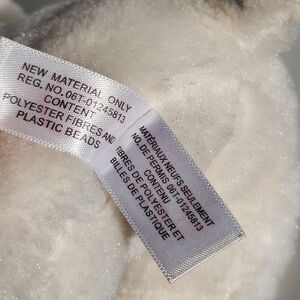 NEW MATERIAL ONLY
REG. NO. 06T-01245813
CONTENT
POLYESTER FIBRES AND
PLASTIC BEADS
MATÉRIAUX NEUFS SEULEMENT
NO. DE PERMIS 06T-01245813
CONTENU
FIBRES DE POLYESTER ET
BILLES DE PLASTIQUE